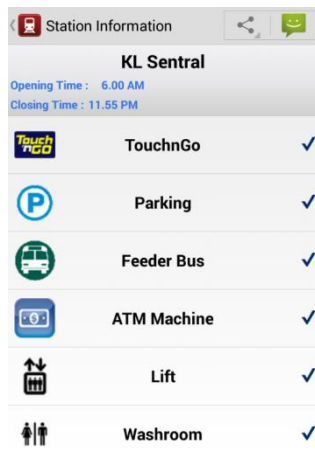 Station Information
KL Sentral
Opening Time : 6.00 AM
Closing Time : 11.55 PM
Touch
'nGO
TouchnGo
P
Parking
Feeder Bus
ATM Machine
Lift
Washroom